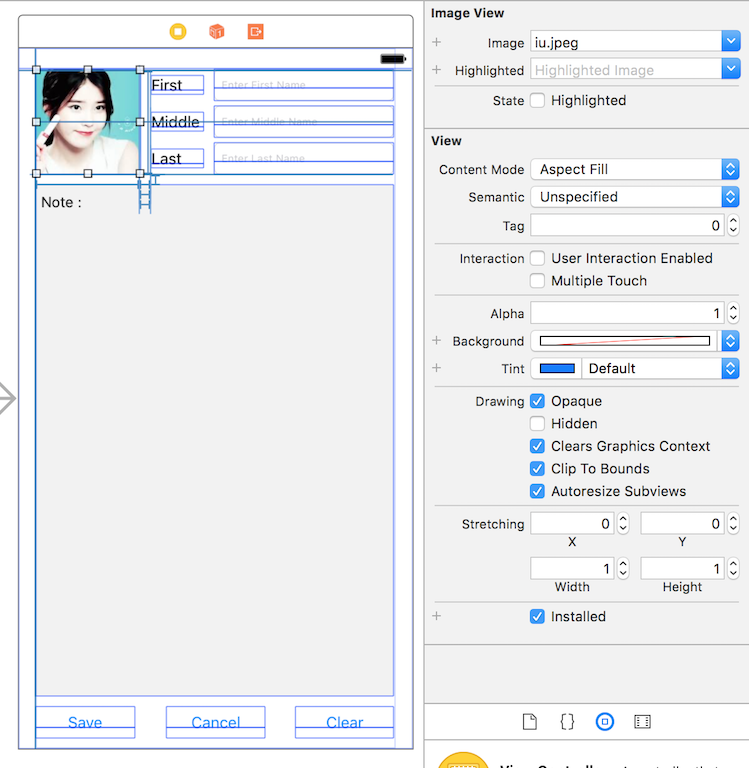 Image View
Image iu.jpeg
Highlighted Highlighted Image
State Highlighted
View
Content Mode Aspect Fill
Semantic Unspecified
Tag 0
Interaction User Interaction Enabled
Multiple Touch
Alpha 1
Background
Tint Default
Drawing Opaque
Hidden
Clears Graphics Context
Clip To Bounds
Autoresize Subviews
Stretching 0 0
X Y
1 1
Width Height
Installed
First Enter First Name
Middle Enter Middle Name
Last Enter Last Name
Note :
Save Cancel Clear